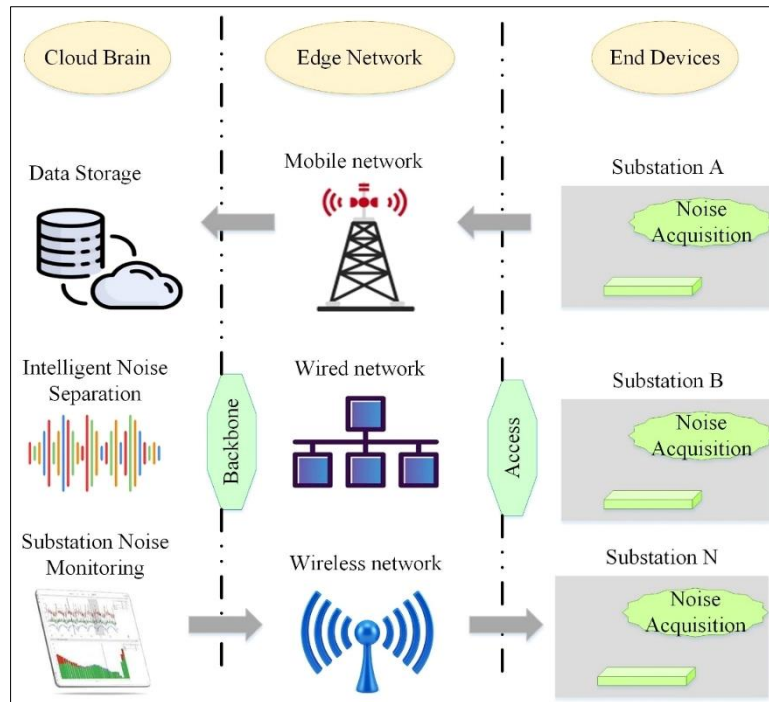 Cloud Brain
Edge Network
End Devices
Data Storage
Mobile network
Substation A
Noise
Acquisition
Intelligent Noise
Separation
Backbone
Wired network
Access
Substation B
Noise
Acquisition
Substation Noise
Monitoring
Wireless network
Substation N
Noise
Acquisition